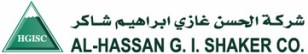 شركة الحسن غازي ابراهيم شاكر
HGISC
AL-HASSAN G. I. SHAKER CO.